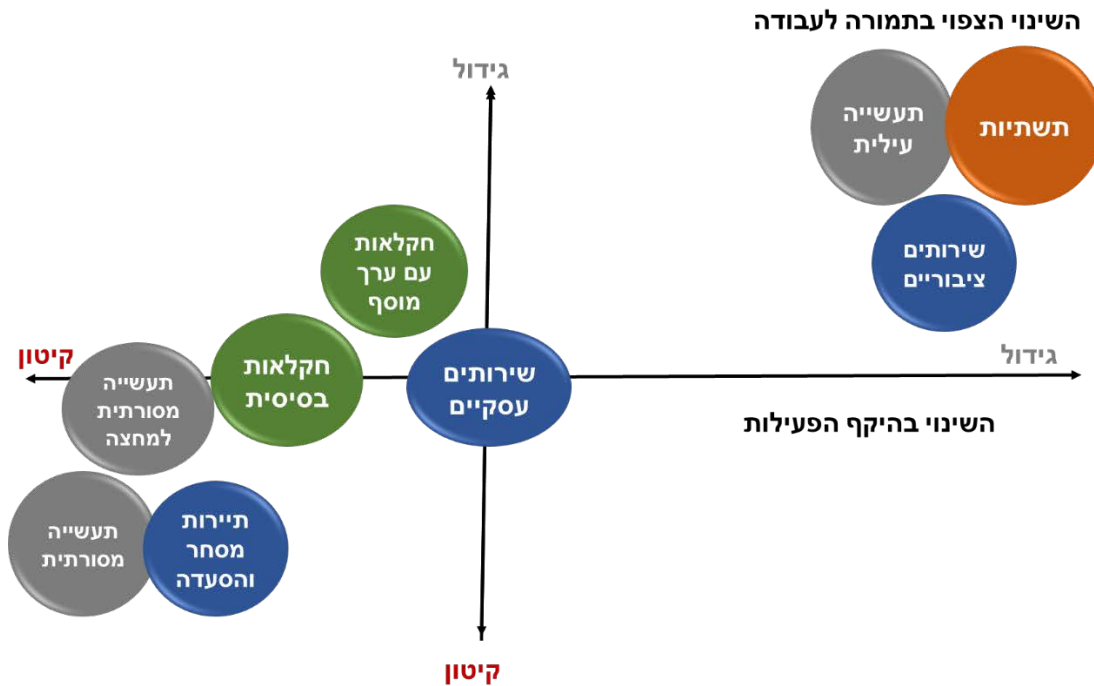 השינוי הצפוי בתמורה לעבודה
גידול
תעשייה
עילית
תשתיות
שירותים
ציבוריים
חקלאות
עם ערך
מוסף
קיטון
גידול
תעשייה
מסורתית
למחצה
חקלאות
בסיסית
שירותים
עסקיים
השינוי בהיקף הפעילות
תעשייה
מסורתית
תיירות
מסחר
והסעדה
קיטון